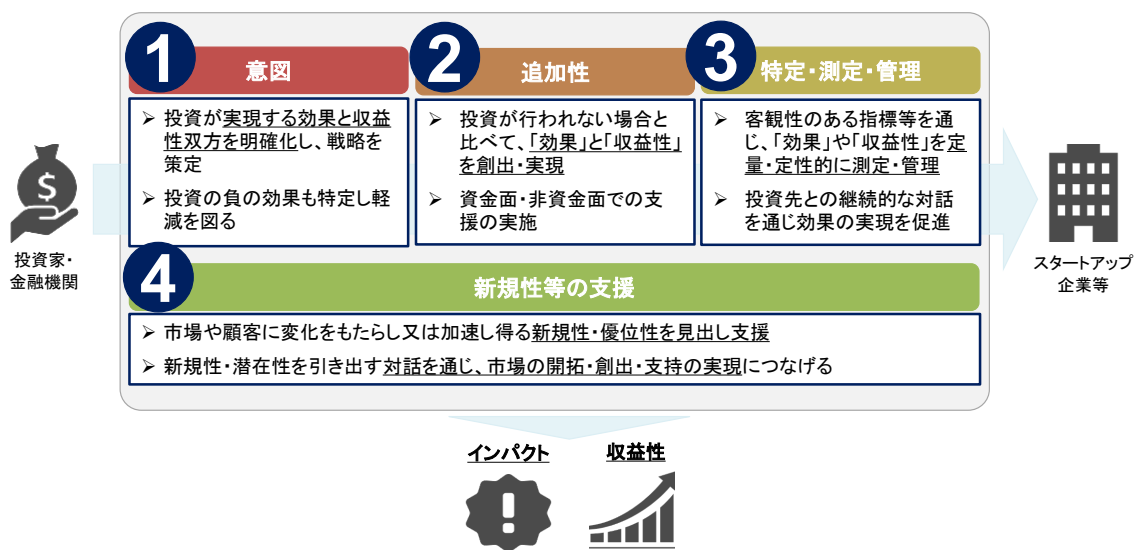 1
意図
➢ 投資が実現する効果と収益
性双方を明確化し、戦略を
策定
➢ 投資の負の効果も特定し軽
減を図る
2
追加性
➢ 投資が行われない場合と
比べて、「効果」と「収益性」
を創出・実現
➢ 資金面・非資金面での支
援の実施
3
特定・測定・管理
➢ 客観性のある指標等を通
じ、「効果」や「収益性」を定
量・定性的に測定・管理
➢ 投資先との継続的な対話
を通じ効果の実現を促進
$
投資家・
金融機関
スタートアップ
企業等
4
新規性等の支援
➢ 市場や顧客に変化をもたらし又は加速し得る新規性・優位性を見出し支援
➢ 新規性・潜在性を引き出す対話を通じ、市場の開拓・創出・支持の実現につなげる
インパクト
収益性
!